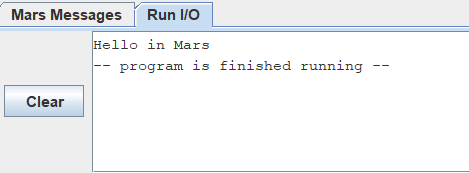 Mars Messages Run I/O
Hello in Mars
-- program is finished running --
Clear